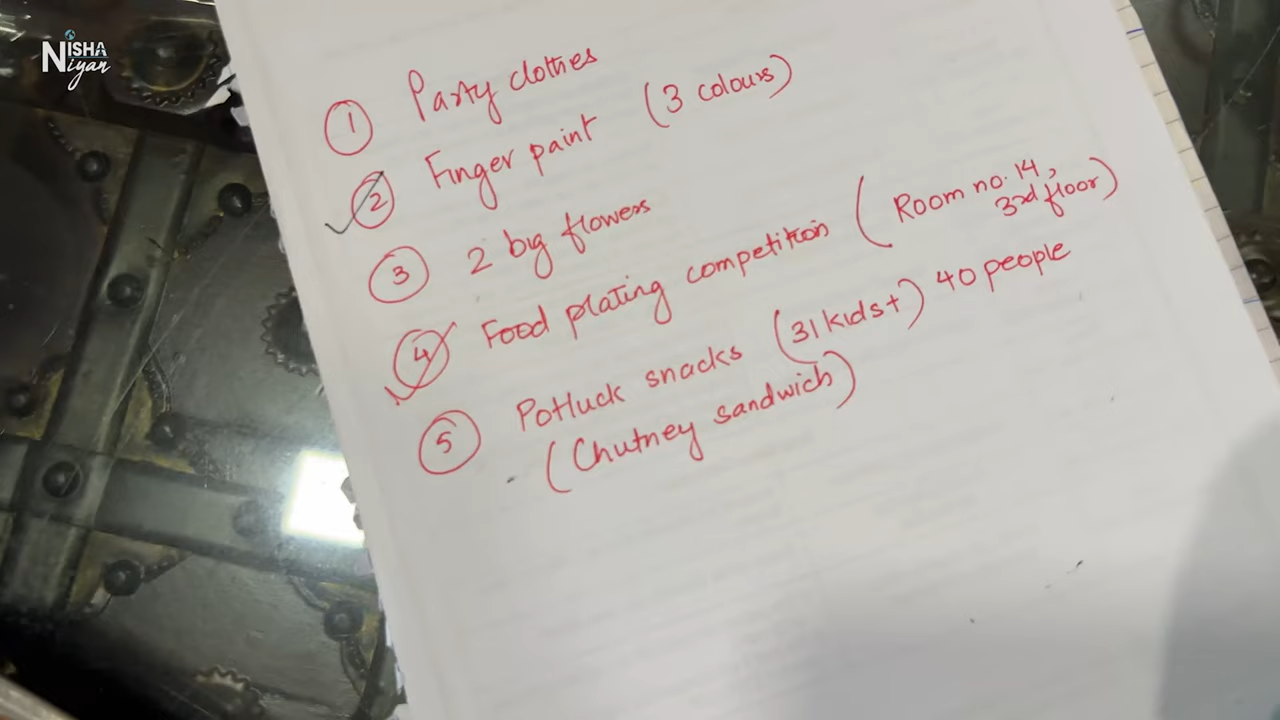 NISHA
Niyan
1 Party clothes
2 Finger paint (3 colours)
3 2 big flowers
4 Food plating competition (Room no. 14,
3rd floor)
5 Potluck snacks (31 kids+) 40 people
(Chutney sandwich)